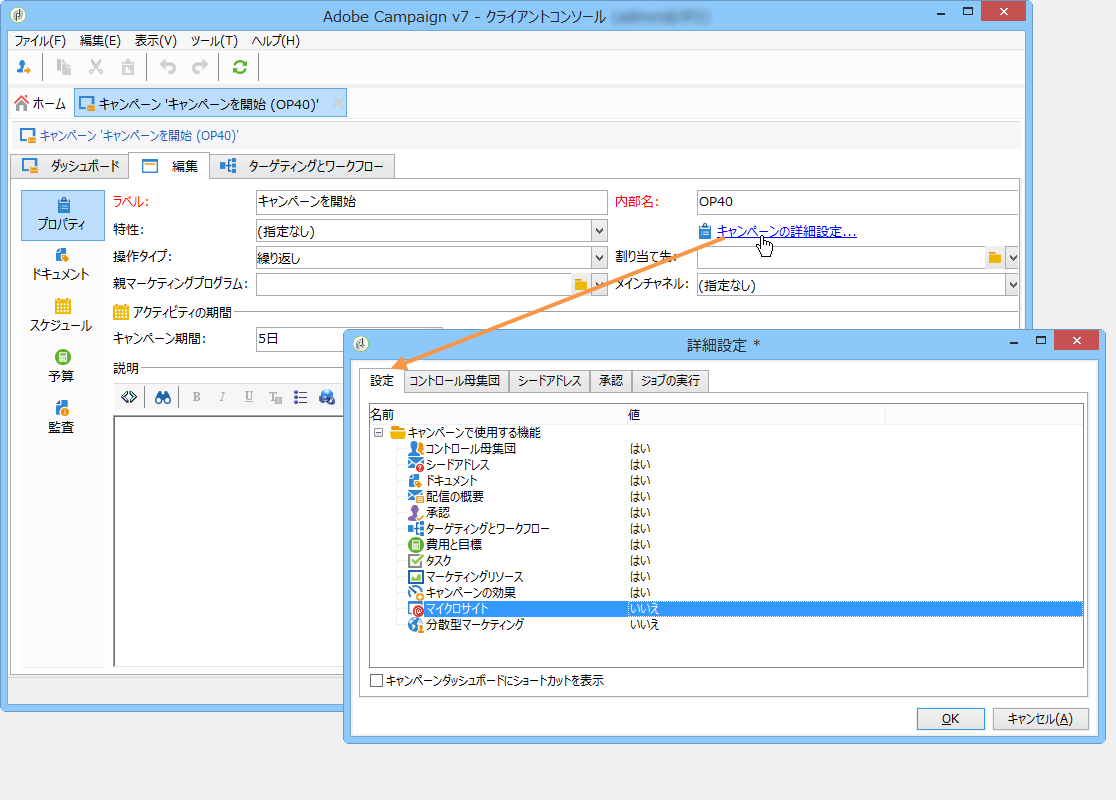 Adobe Campaign v7 - クライアントコンソール
ファイル(F) 編集(E) 表示(V) ツール(T) ヘルプ(H)
ホーム キャンペーン 'キャンペーンを開始 (OP40)'
キャンペーン 'キャンペーンを開始 (OP40)'
ダッシュボード 編集 ターゲティングとワークフロー
プロパティ
ドキュメント
スケジュール
予算
監査
ラベル: キャンペーンを開始 内部名: OP40
特性: (指定なし) キャンペーンの詳細設定...
操作タイプ: 繰り返し 割り当て先:
親マーケティングプログラム: メインチャネル: (指定なし)
アクティビティの期間
キャンペーン期間: 5日
説明
B I U T
詳細設定 *
設定 コントロール母集団 シードアドレス 承認 ジョブの実行
名前 値
キャンペーンで使用する機能
コントロール母集団 はい
シードアドレス はい
ドキュメント はい
配信の概要 はい
承認 はい
ターゲティングとワークフロー はい
費用と目標 はい
タスク はい
マーケティングリソース はい
キャンペーンの効果 はい
マイクロサイト いいえ
分散型マーケティング いいえ
キャンペーンダッシュボードにショートカットを表示
OK キャンセル(A)